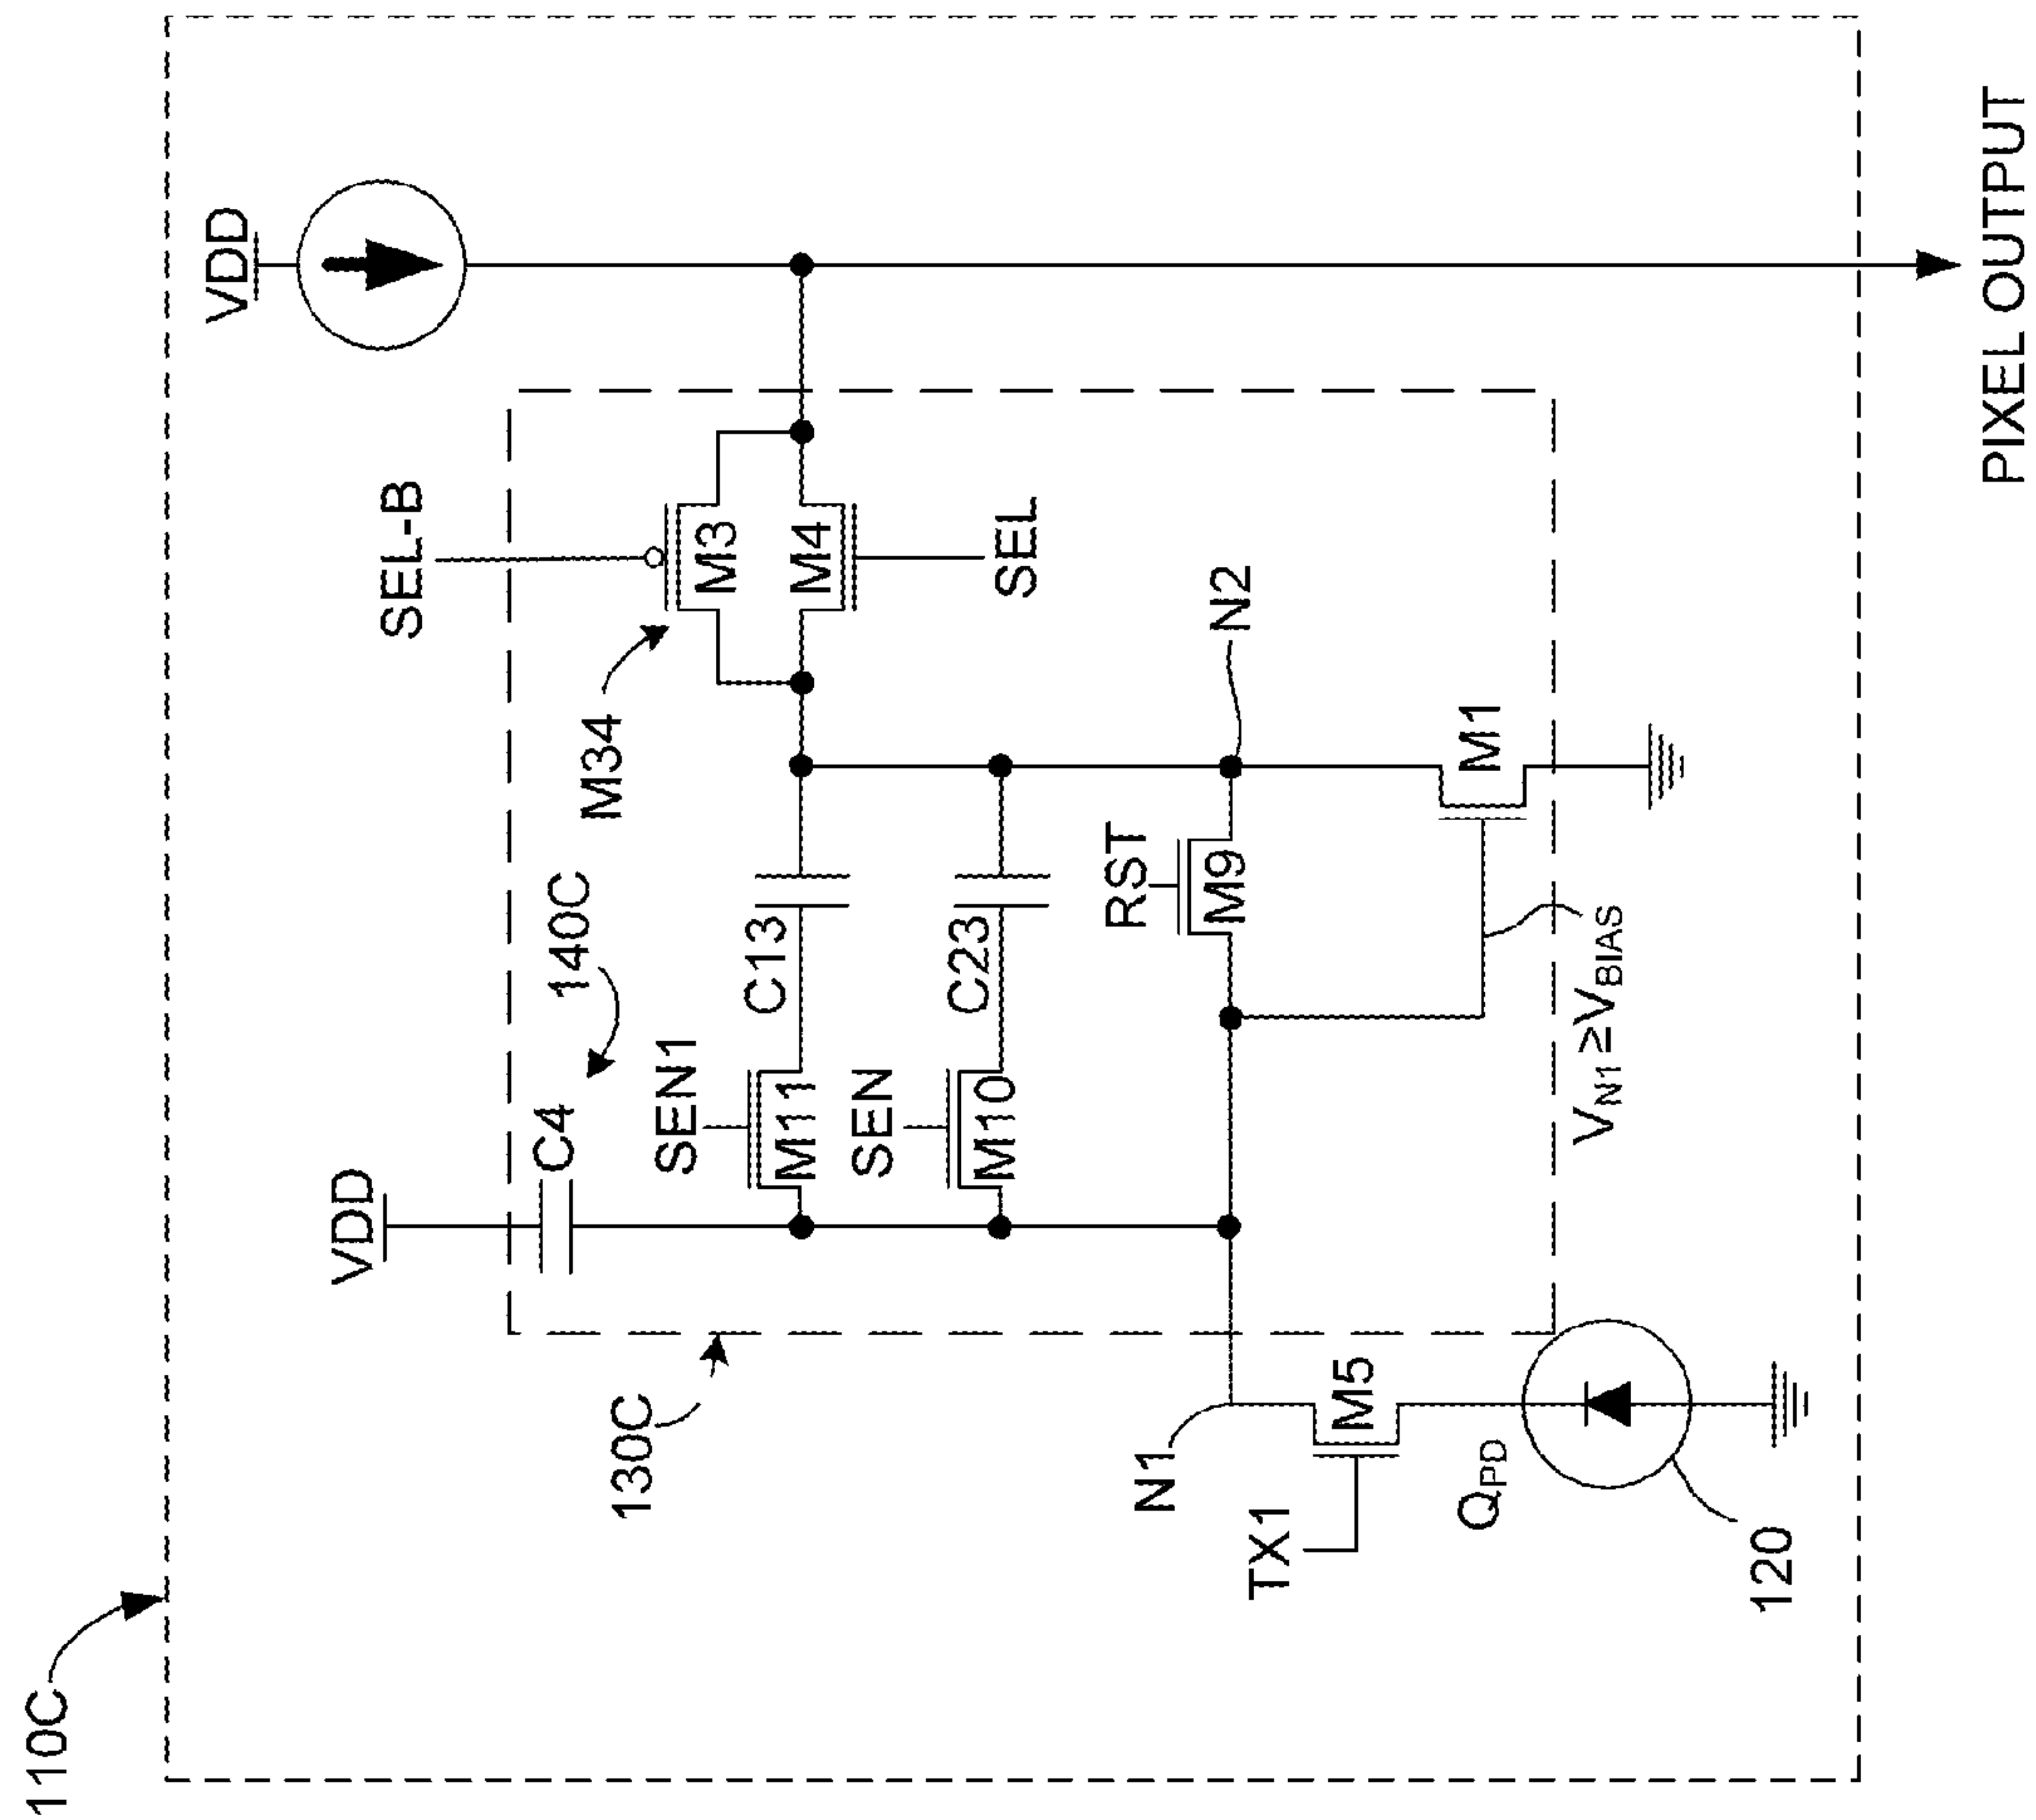 110C
VDD
SEL-B
VDD
C4
140C
M34
M3
M4
SEL
SEN1
M11
C13
SEN
M10
C23
130C
RST
M9
N2
N1
M1
TX1
M5
V_N1≥V_BIAS
Q_PD
120
PIXEL OUTPUT